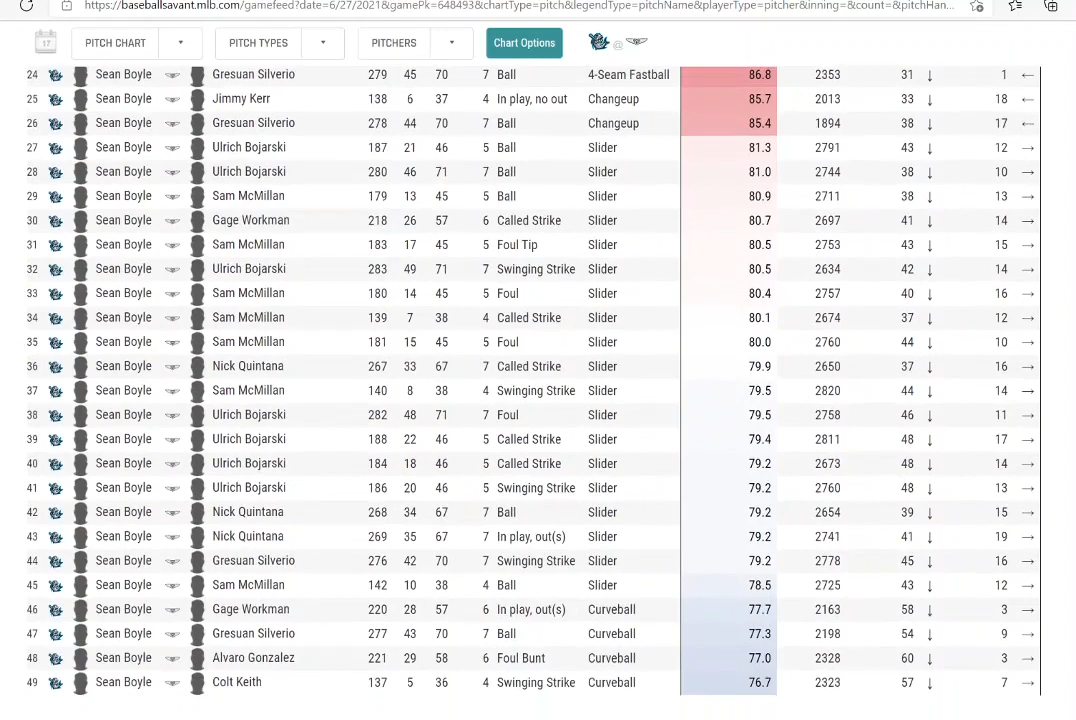 https://baseballsavant.mlb.com/gamefeed?date=6/27/2021&gamePk=648493&chartType=pitch&legendType=pitchName&playerType=pitcher&inning=&count=&pitchHan...
17 PITCH CHART PITCH TYPES PITCHERS Chart Options @
24 Sean Boyle Gresuan Silverio 279 45 70 7 Ball 4-Seam Fastball 86.8 2353 31 ↓ 1 ←
25 Sean Boyle Jimmy Kerr 138 6 37 4 In play, no out Changeup 85.7 2013 33 ↓ 18 ←
26 Sean Boyle Gresuan Silverio 278 44 70 7 Ball Changeup 85.4 1894 38 ↓ 17 ←
27 Sean Boyle Ulrich Bojarski 187 21 46 5 Ball Slider 81.3 2791 43 ↓ 12 →
28 Sean Boyle Ulrich Bojarski 280 46 71 7 Ball Slider 81.0 2744 38 ↓ 10 →
29 Sean Boyle Sam McMillan 179 13 45 5 Ball Slider 80.9 2711 38 ↓ 13 →
30 Sean Boyle Gage Workman 218 26 57 6 Called Strike Slider 80.7 2697 41 ↓ 14 →
31 Sean Boyle Sam McMillan 183 17 45 5 Foul Tip Slider 80.5 2753 43 ↓ 15 →
32 Sean Boyle Ulrich Bojarski 283 49 71 7 Swinging Strike Slider 80.5 2634 42 ↓ 14 →
33 Sean Boyle Sam McMillan 180 14 45 5 Foul Slider 80.4 2757 40 ↓ 16 →
34 Sean Boyle Sam McMillan 139 7 38 4 Called Strike Slider 80.1 2674 37 ↓ 12 →
35 Sean Boyle Sam McMillan 181 15 45 5 Foul Slider 80.0 2760 44 ↓ 10 →
36 Sean Boyle Nick Quintana 267 33 67 7 Called Strike Slider 79.9 2650 37 ↓ 16 →
37 Sean Boyle Sam McMillan 140 8 38 4 Swinging Strike Slider 79.5 2820 44 ↓ 14 →
38 Sean Boyle Ulrich Bojarski 282 48 71 7 Foul Slider 79.5 2758 46 ↓ 11 →
39 Sean Boyle Ulrich Bojarski 188 22 46 5 Called Strike Slider 79.4 2811 48 ↓ 17 →
40 Sean Boyle Ulrich Bojarski 184 18 46 5 Called Strike Slider 79.2 2673 48 ↓ 14 →
41 Sean Boyle Ulrich Bojarski 186 20 46 5 Swinging Strike Slider 79.2 2760 48 ↓ 13 →
42 Sean Boyle Nick Quintana 268 34 67 7 Ball Slider 79.2 2654 39 ↓ 15 →
43 Sean Boyle Nick Quintana 269 35 67 7 In play, out(s) Slider 79.2 2741 41 ↓ 19 →
44 Sean Boyle Gresuan Silverio 276 42 70 7 Swinging Strike Slider 79.2 2778 45 ↓ 16 →
45 Sean Boyle Sam McMillan 142 10 38 4 Ball Slider 78.5 2725 43 ↓ 12 →
46 Sean Boyle Gage Workman 220 28 57 6 In play, out(s) Curveball 77.7 2163 58 ↓ 3 →
47 Sean Boyle Gresuan Silverio 277 43 70 7 Ball Curveball 77.3 2198 54 ↓ 9 →
48 Sean Boyle Alvaro Gonzalez 221 29 58 6 Foul Bunt Curveball 77.0 2328 60 ↓ 3 →
49 Sean Boyle Colt Keith 137 5 36 4 Swinging Strike Curveball 76.7 2323 57 ↓ 7 →